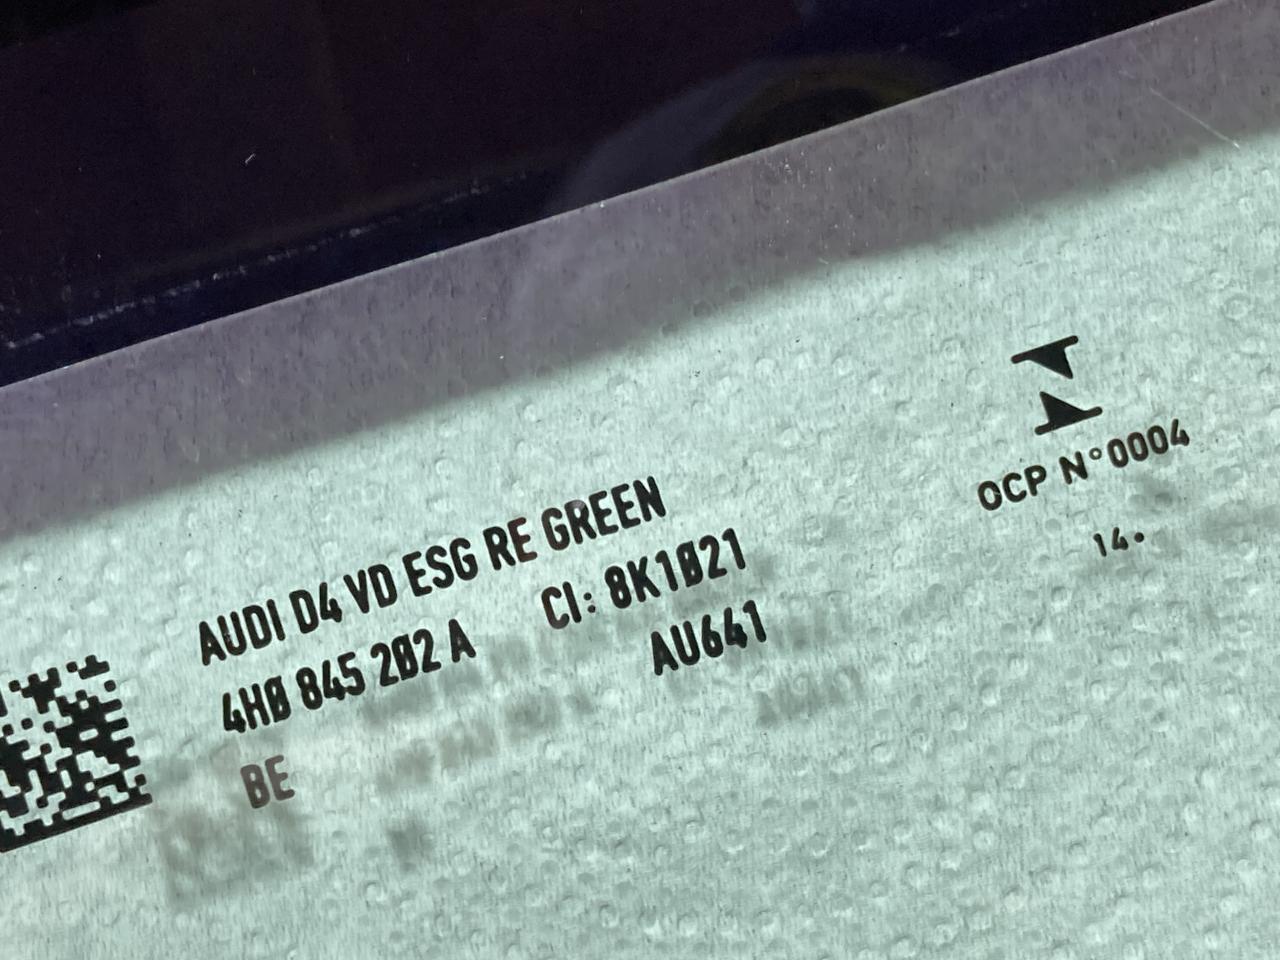 AUDI D4 VD ESG RE GREEN
4H0 845 202 A CI: 8K1021
BE AU641
OCP N°0004
14.